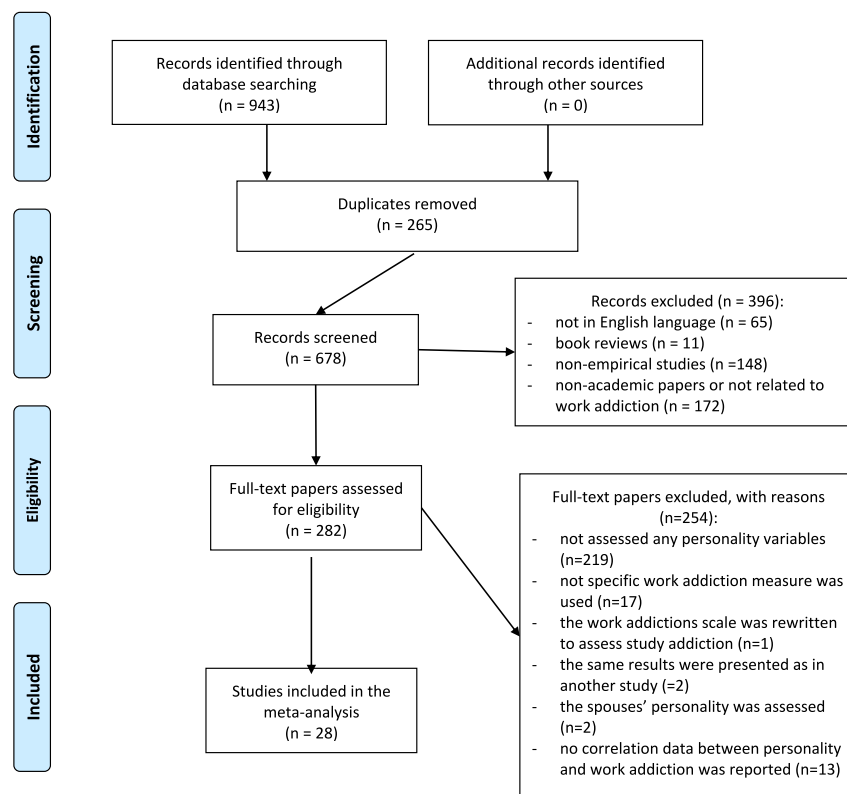 Identification
Records identified through
database searching
(n = 943)
Additional records identified
through other sources
(n = 0)
Duplicates removed
(n = 265)
Screening
Records screened
(n = 678)
Records excluded (n = 396):
- not in English language (n = 65)
- book reviews (n = 11)
- non-empirical studies (n =148)
- non-academic papers or not related to
work addiction (n = 172)
Eligibility
Full-text papers assessed
for eligibility
(n = 282)
Full-text papers excluded, with reasons
(n=254):
- not assessed any personality variables
(n=219)
- not specific work addiction measure was
used (n=17)
- the work addictions scale was rewritten
to assess study addiction (n=1)
- the same results were presented as in
another study (=2)
- the spouses’ personality was assessed
(n=2)
- no correlation data between personality
and work addiction was reported (n=13)
Included
Studies included in the
meta-analysis
(n = 28)